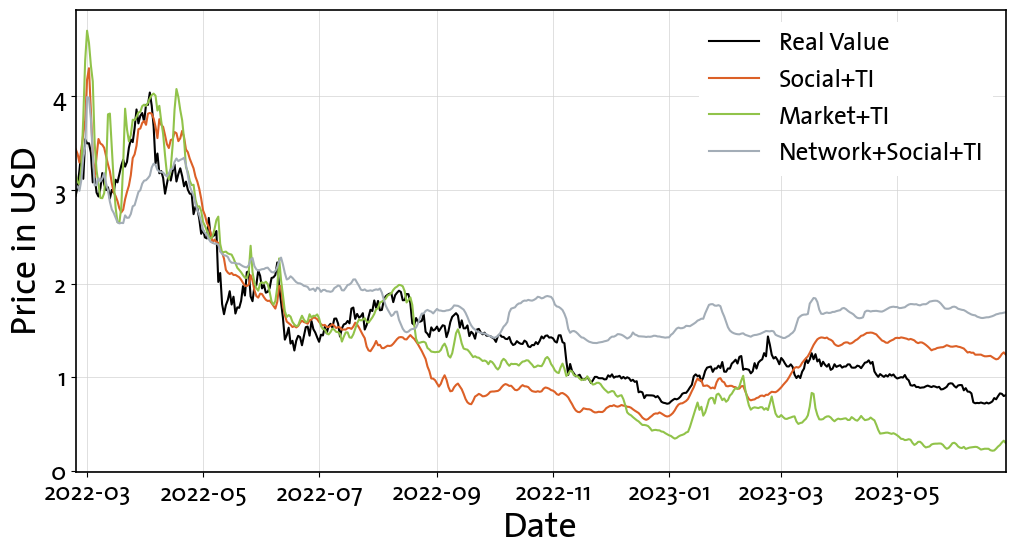 Real Value
Social+TI
Market+TI
Network+Social+TI
Price in USD
4
3
2
1
0
2022-03 2022-05 2022-07 2022-09 2022-11 2023-01 2023-03 2023-05
Date